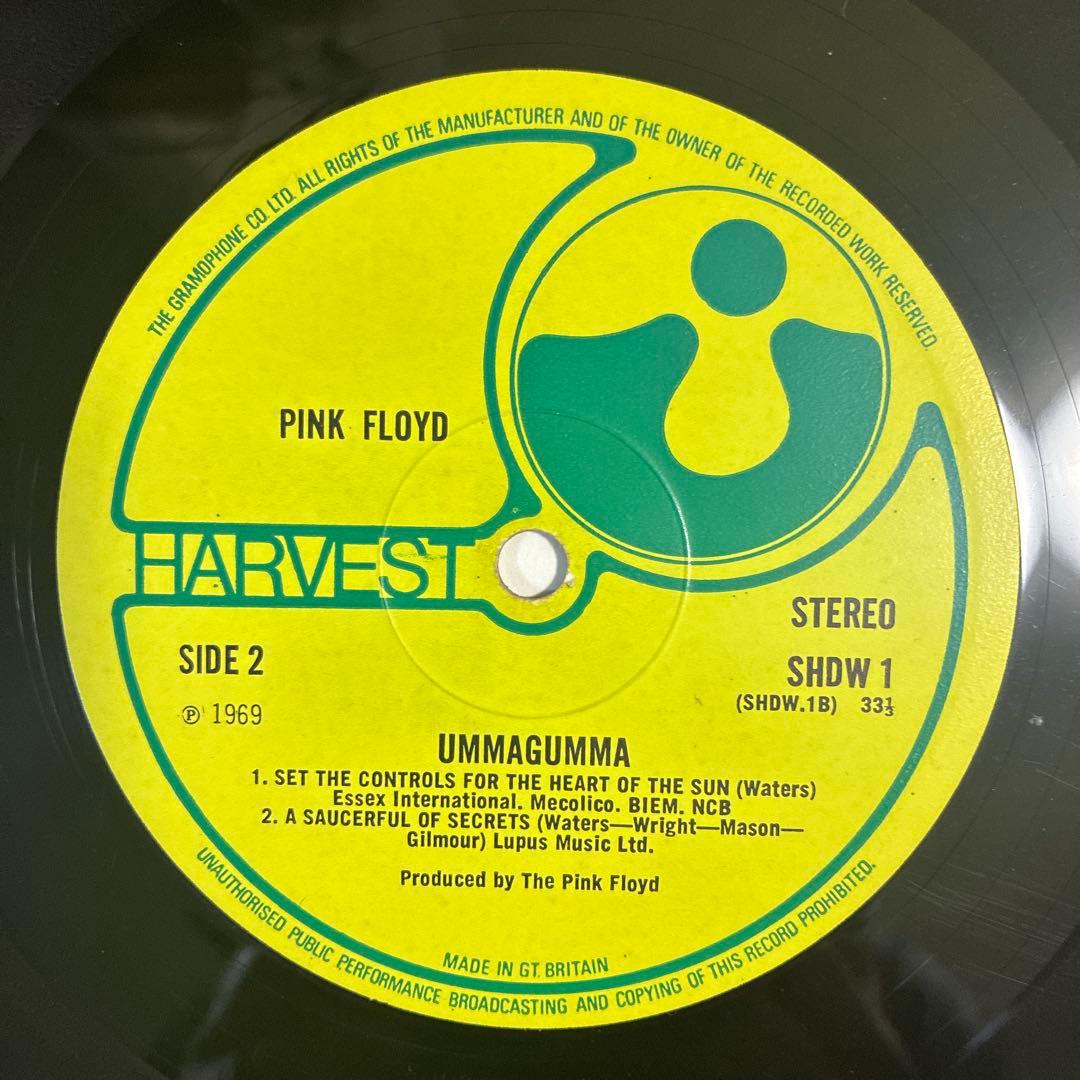 THE GRAMOPHONE CO. LTD. ALL RIGHTS OF THE MANUFACTURER AND OF THE OWNER OF THE RECORDED WORK RESERVED.
PINK FLOYD
HARVEST
STEREO
SIDE 2
SHDW 1
(SHDW.1B) 33⅓
℗ 1969
UMMAGUMMA
1. SET THE CONTROLS FOR THE HEART OF THE SUN (Waters)
Essex International. Mecolico. BIEM. NCB
2. A SAUCERFUL OF SECRETS (Waters—Wright—Mason—
Gilmour) Lupus Music Ltd.
Produced by The Pink Floyd
MADE IN GT. BRITAIN
UNAUTHORISED PUBLIC PERFORMANCE BROADCASTING AND COPYING OF THIS RECORD PROHIBITED.